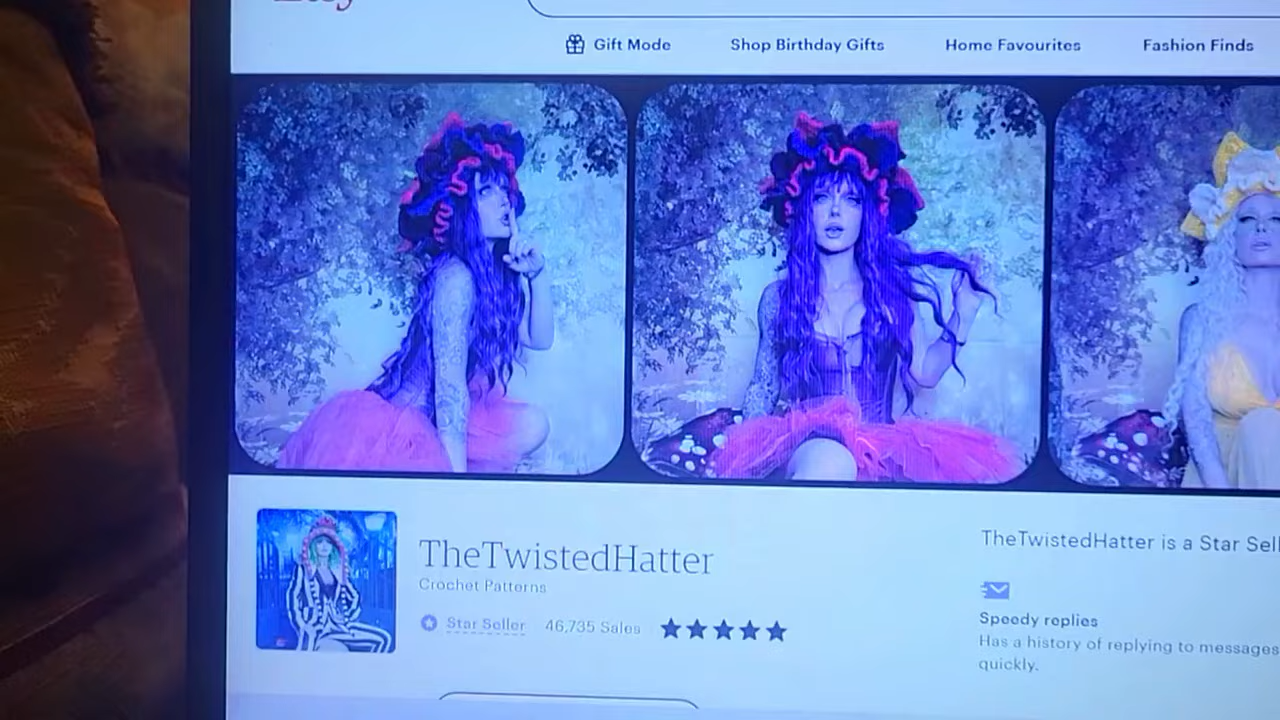 Etsy
Gift Mode Shop Birthday Gifts Home Favourites Fashion Finds
TheTwistedHatter
Crochet Patterns
Star Seller 46,735 Sales
TheTwistedHatter is a Star Sell
Speedy replies
Has a history of replying to messages
quickly.